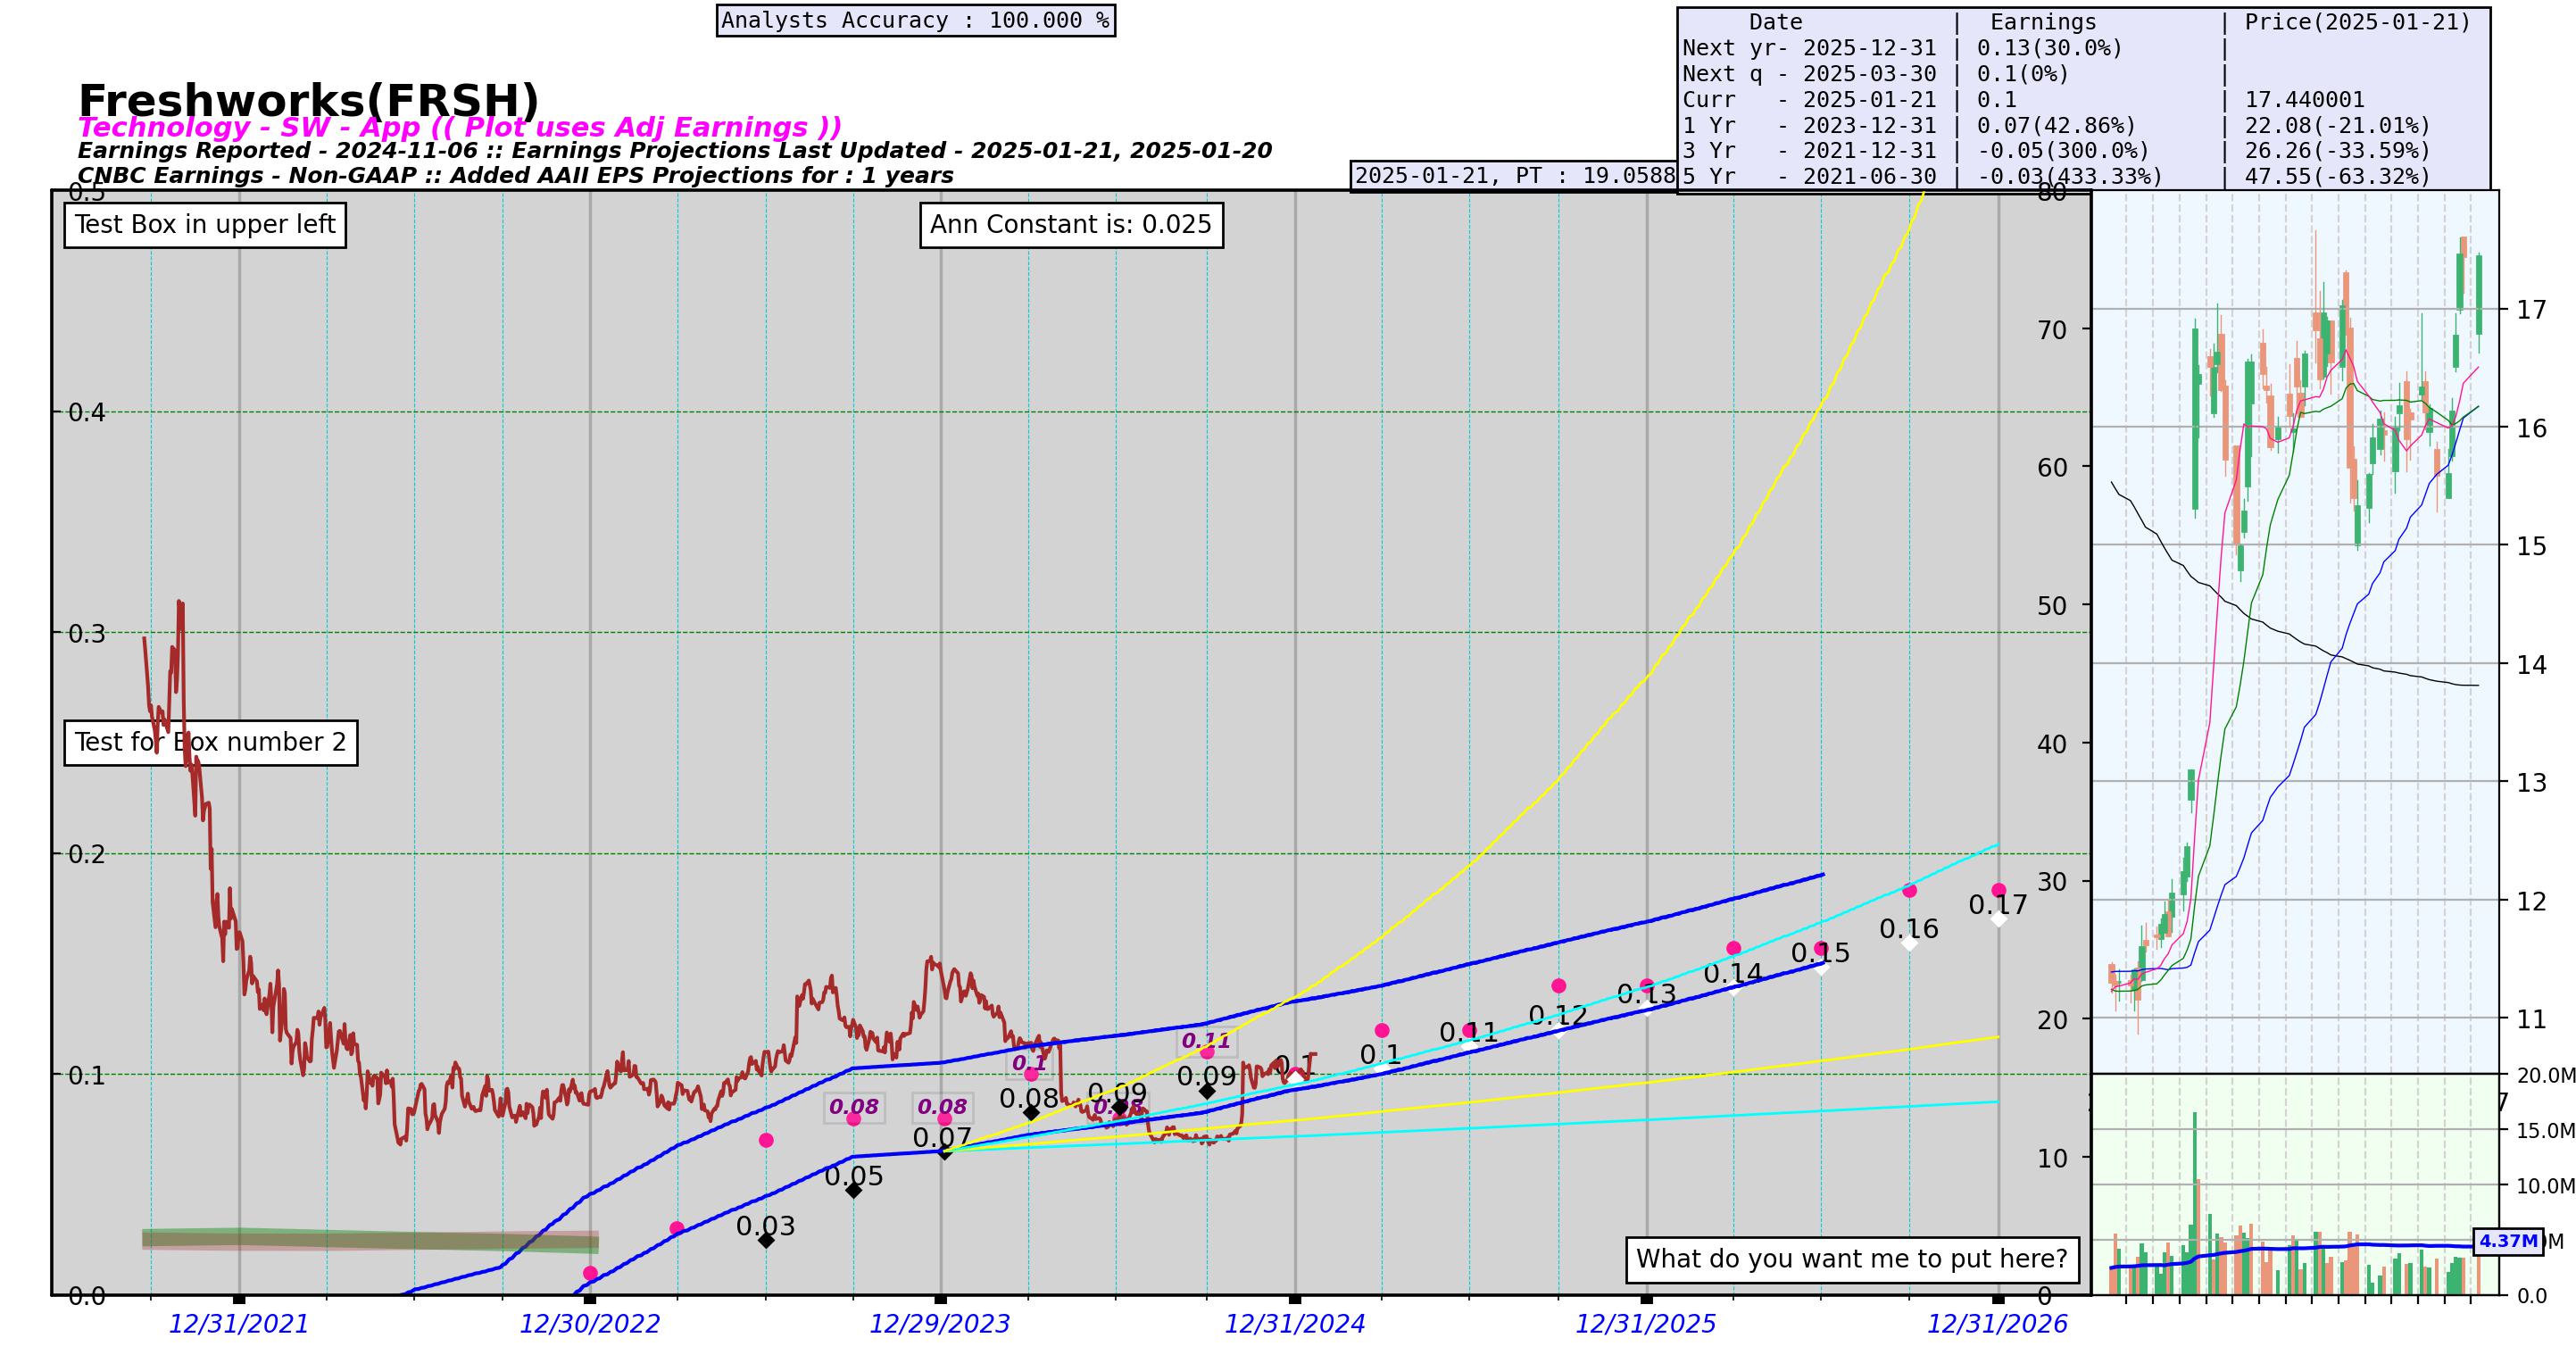 Analysts Accuracy : 100.000 %
Date | Earnings | Price(2025-01-21)
Next yr- 2025-12-31 | 0.13(30.0%) |
Next q - 2025-03-30 | 0.1(0%) |
Curr - 2025-01-21 | 0.1 | 17.440001
1 Yr - 2023-12-31 | 0.07(42.86%) | 22.08(-21.01%)
3 Yr - 2021-12-31 | -0.05(300.0%) | 26.26(-33.59%)
5 Yr - 2021-06-30 | -0.03(433.33%) | 47.55(-63.32%)
Freshworks(FRSH)
Technology - SW - App (( Plot uses Adj Earnings ))
Earnings Reported - 2024-11-06 :: Earnings Projections Last Updated - 2025-01-21, 2025-01-20
CNBC Earnings - Non-GAAP :: Added AAII EPS Projections for : 1 years
2025-01-21, PT : 19.0588
Test Box in upper left
Ann Constant is: 0.025
Test for Box number 2
What do you want me to put here?
0.5
0.4
0.3
0.2
0.1
0.0
80
70
60
50
40
30
20
10
0
0.03
0.05
0.07
0.08
0.09
0.09
0.1
0.1
0.11
0.12
0.13
0.14
0.15
0.16
0.17
0.08
0.08
0.1
0.08
0.11
12/31/2021
12/30/2022
12/29/2023
12/31/2024
12/31/2025
12/31/2026
17
16
15
14
13
12
11
20.0M
15.0M
10.0M
4.37M
0.0